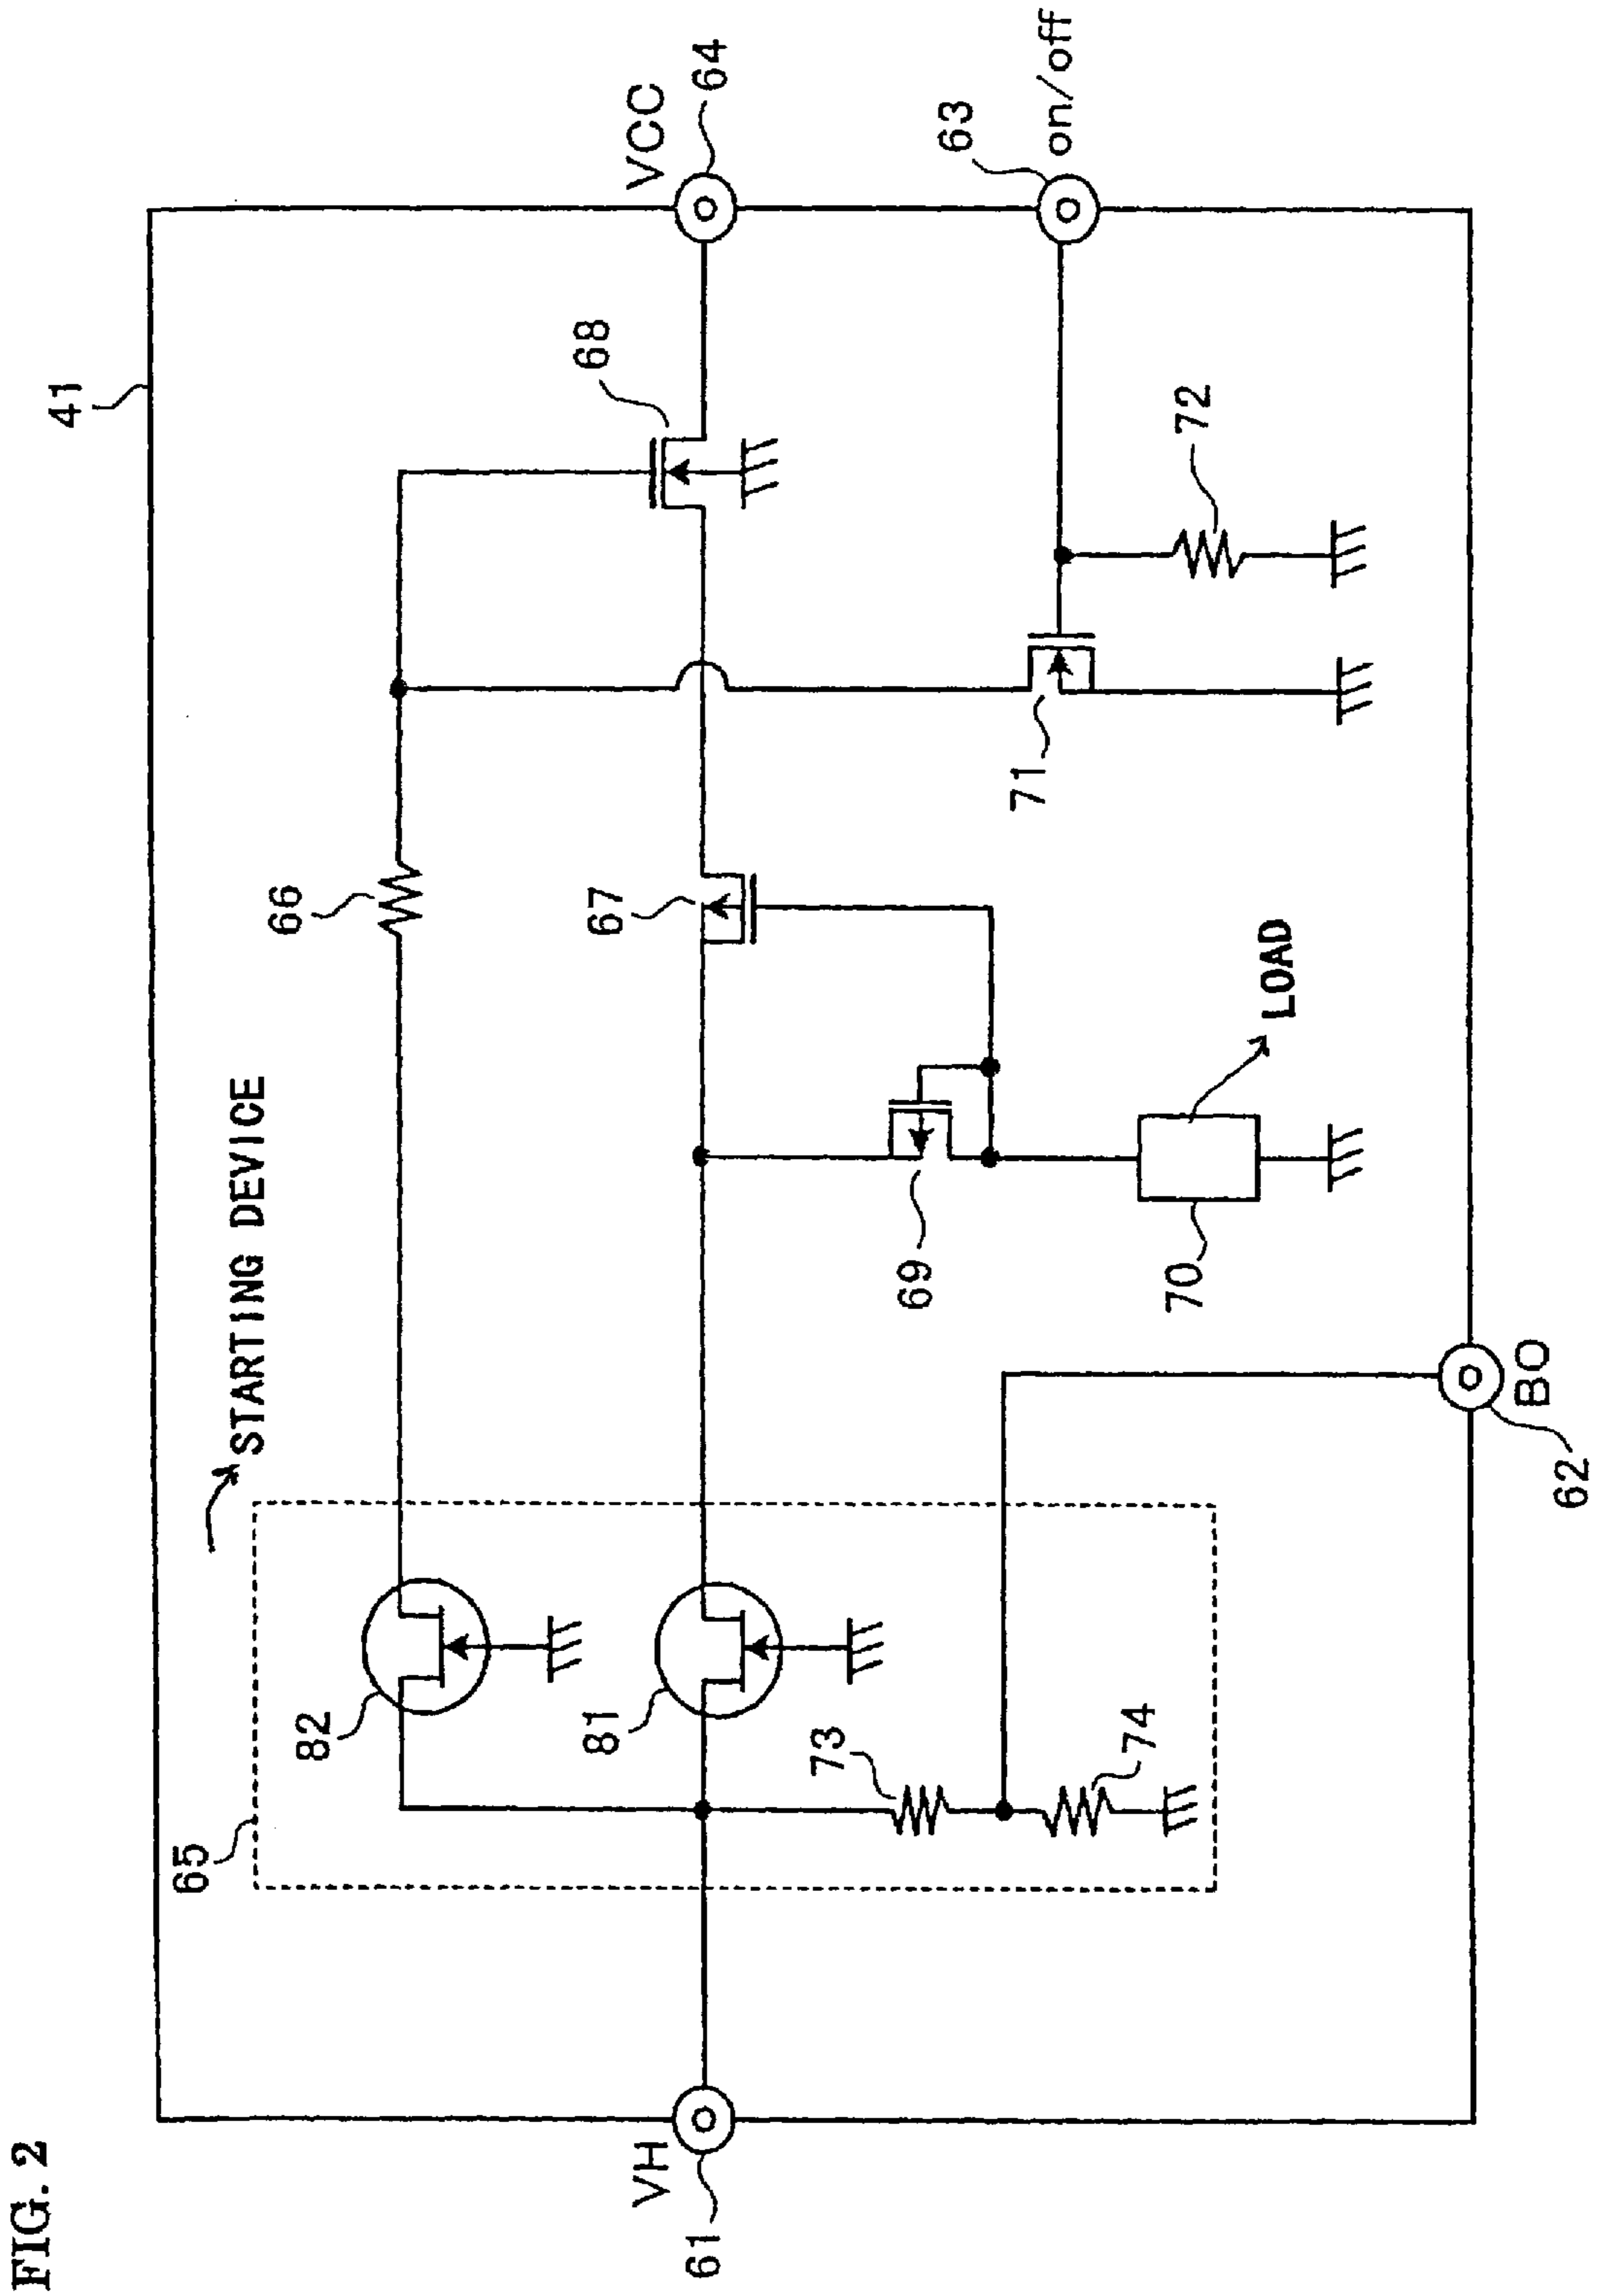 FIG. 2
41
STARTING DEVICE
65
82
66
68
VCC
64
VH
61
81
67
73
74
69
70
LOAD
71
72
63
on/off
BO
62